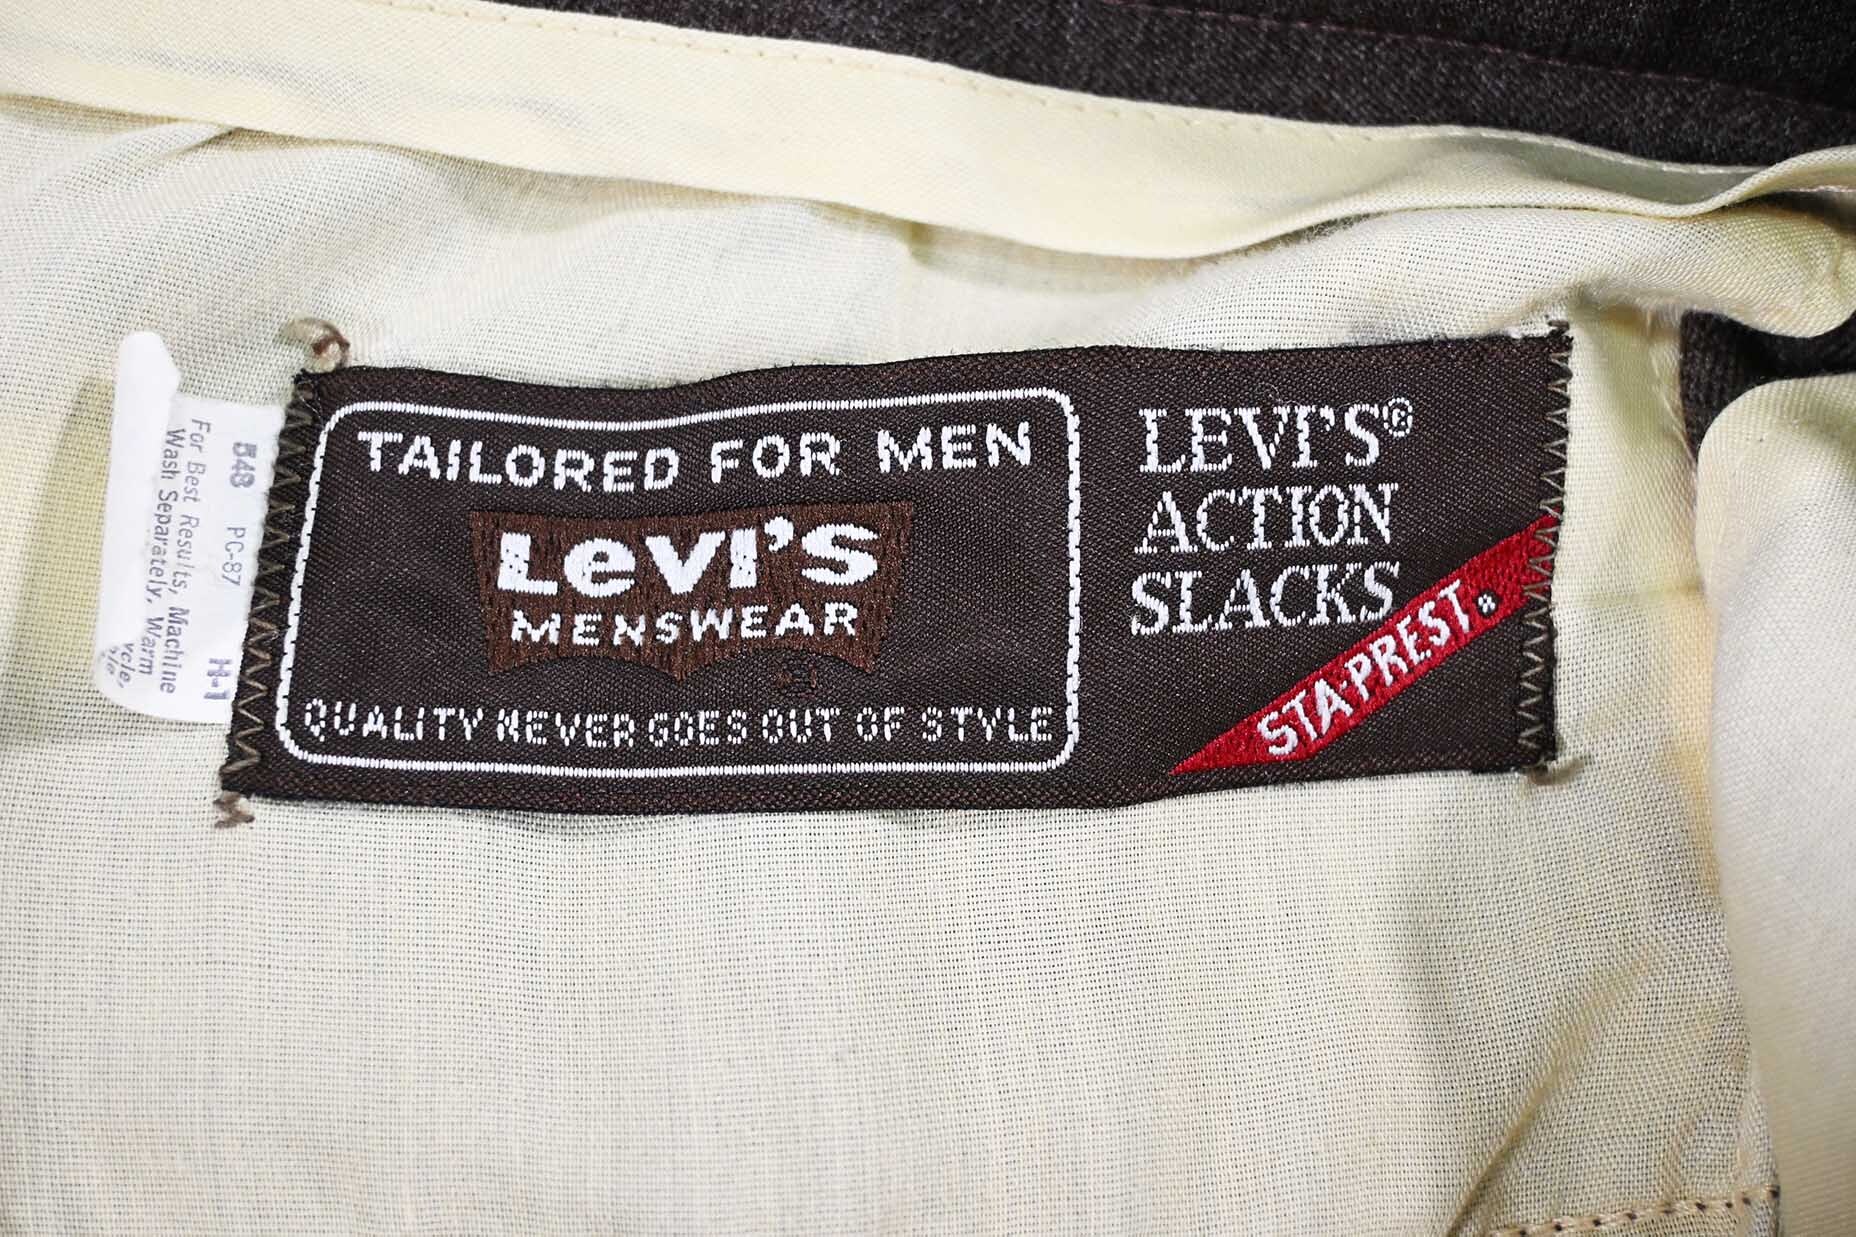 TAILORED FOR MEN
LeVI'S
MENSWEAR
QUALITY NEVER GOES OUT OF STYLE
LEVI'S®
ACTION
SLACKS
STA-PREST®
548 PC-87 H-1
For Best Results, Machine
Wash Separately, Warm